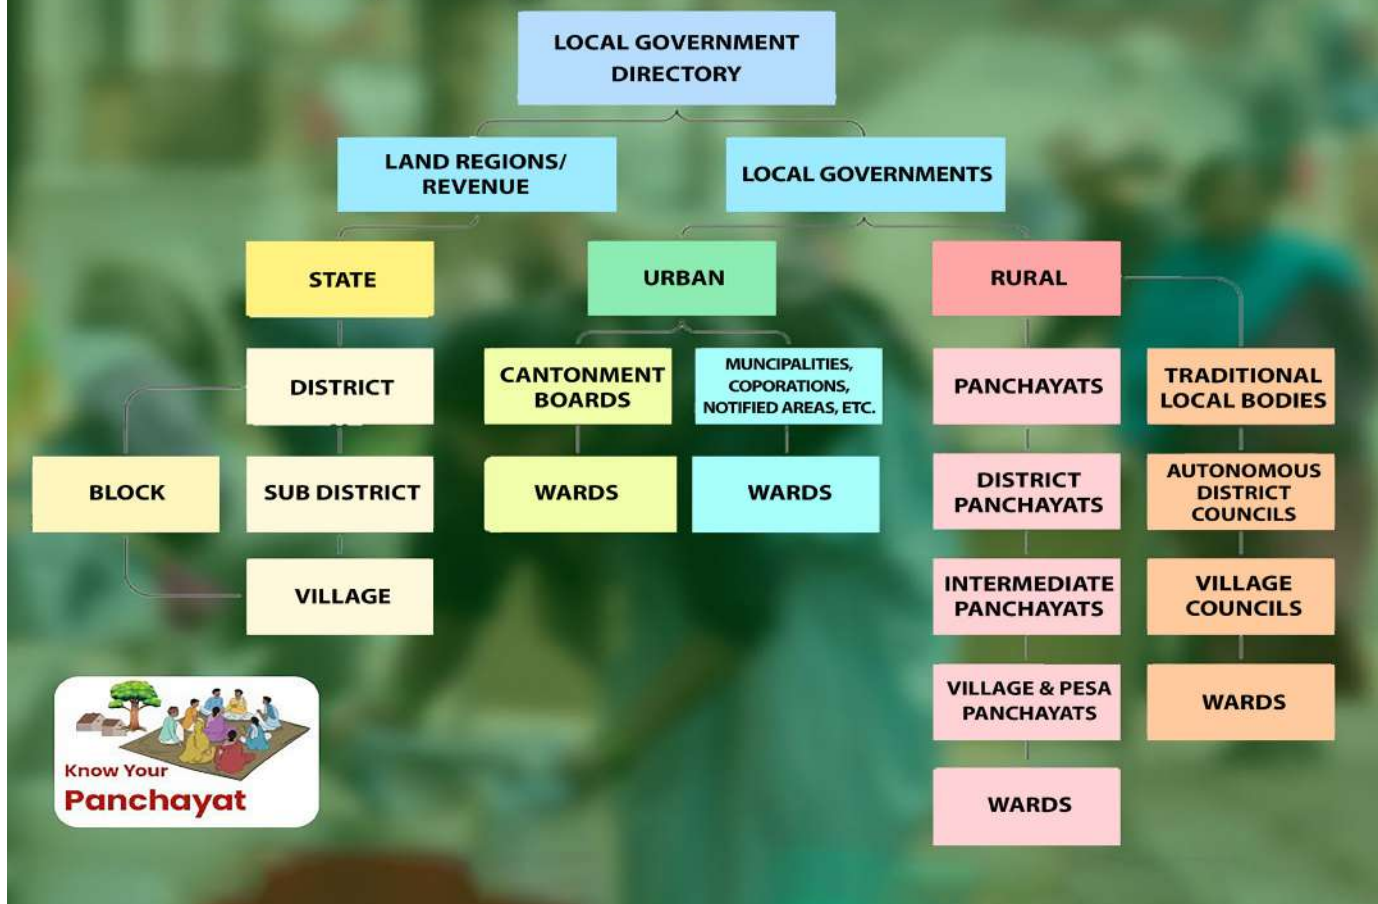 LOCAL GOVERNMENT
DIRECTORY
LAND REGIONS/
REVENUE
LOCAL GOVERNMENTS
STATE
URBAN
RURAL
DISTRICT
CANTONMENT
BOARDS
MUNCIPALITIES,
COPORATIONS,
NOTIFIED AREAS, ETC.
PANCHAYATS
TRADITIONAL
LOCAL BODIES
BLOCK
SUB DISTRICT
WARDS
WARDS
DISTRICT
PANCHAYATS
AUTONOMOUS
DISTRICT
COUNCILS
VILLAGE
INTERMEDIATE
PANCHAYATS
VILLAGE
COUNCILS
VILLAGE & PESA
PANCHAYATS
WARDS
WARDS
Know Your
Panchayat